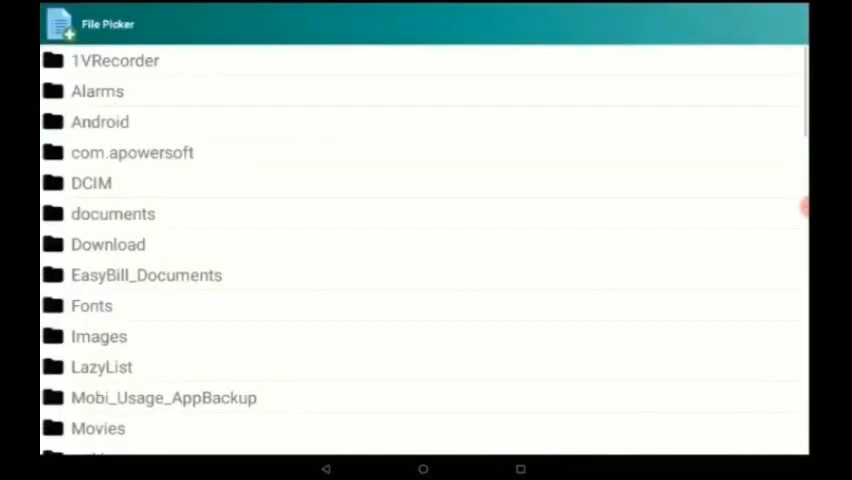 File Picker
1VRecorder
Alarms
Android
com.apowersoft
DCIM
documents
Download
EasyBill_Documents
Fonts
Images
LazyList
Mobi_Usage_AppBackup
Movies